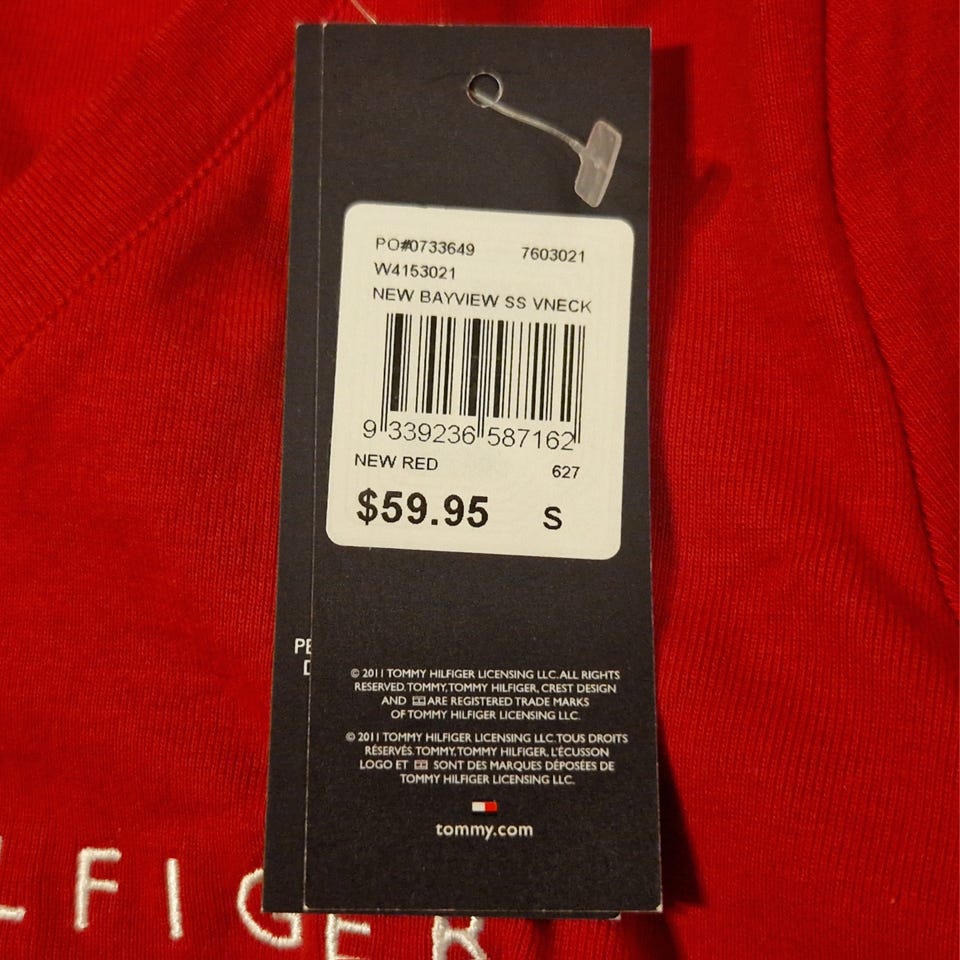 PO#0733649 7603021
W4153021
NEW BAYVIEW SS VNECK
9 339236 587162
NEW RED 627
$59.95 S
PE
D
© 2011 TOMMY HILFIGER LICENSING LLC. ALL RIGHTS
RESERVED. TOMMY, TOMMY HILFIGER, CREST DESIGN
AND ARE REGISTERED TRADE MARKS
OF TOMMY HILFIGER LICENSING LLC.
© 2011 TOMMY HILFIGER LICENSING LLC. TOUS DROITS
RÉSERVÉS. TOMMY, TOMMY HILFIGER, L'ÉCUSSON
LOGO ET SONT DES MARQUES DÉPOSÉES DE
TOMMY HILFIGER LICENSING LLC.
tommy.com
LFIGER